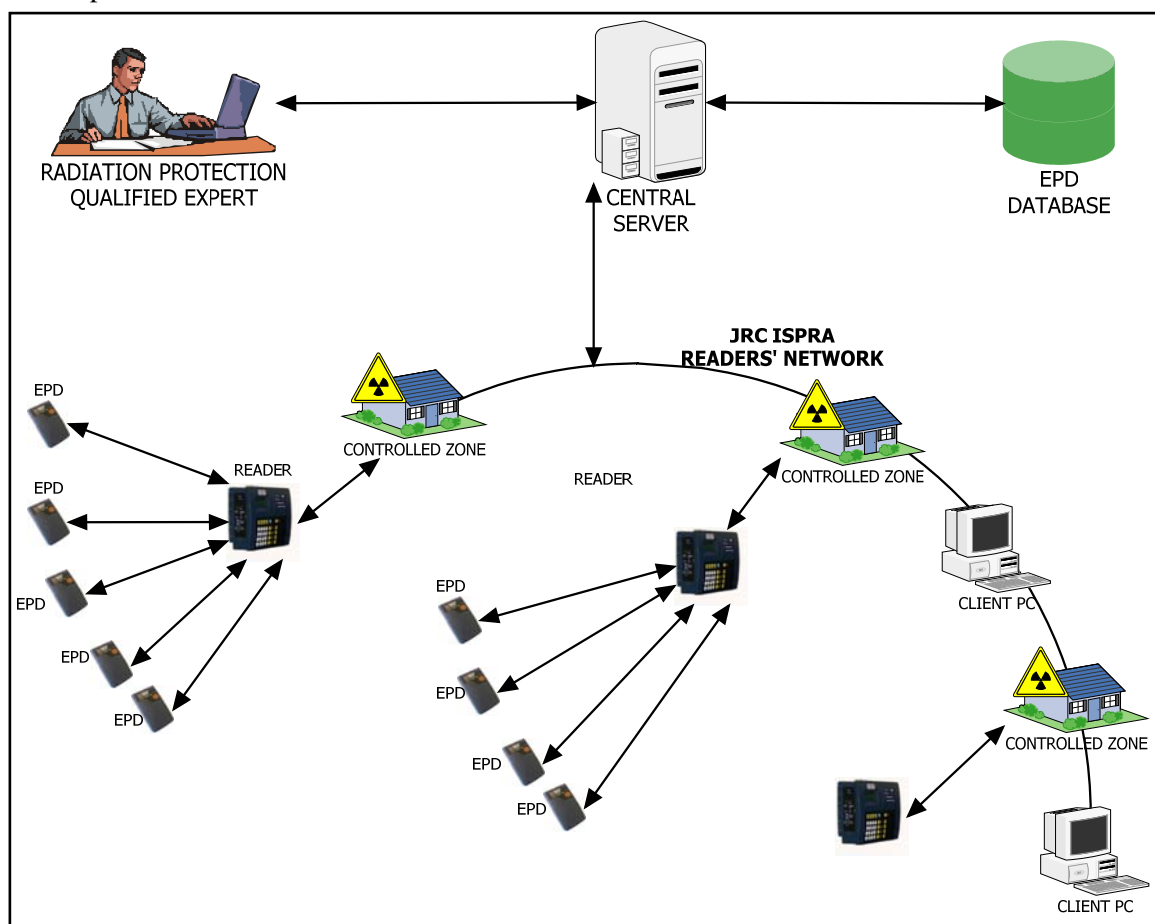 RADIATION PROTECTION
QUALIFIED EXPERT
CENTRAL
SERVER
EPD
DATABASE
JRC ISPRA
READERS' NETWORK
EPD
CONTROLLED ZONE
READER
EPD
EPD
EPD
EPD
READER
CONTROLLED ZONE
EPD
EPD
EPD
EPD
CLIENT PC
CONTROLLED ZONE
CLIENT PC